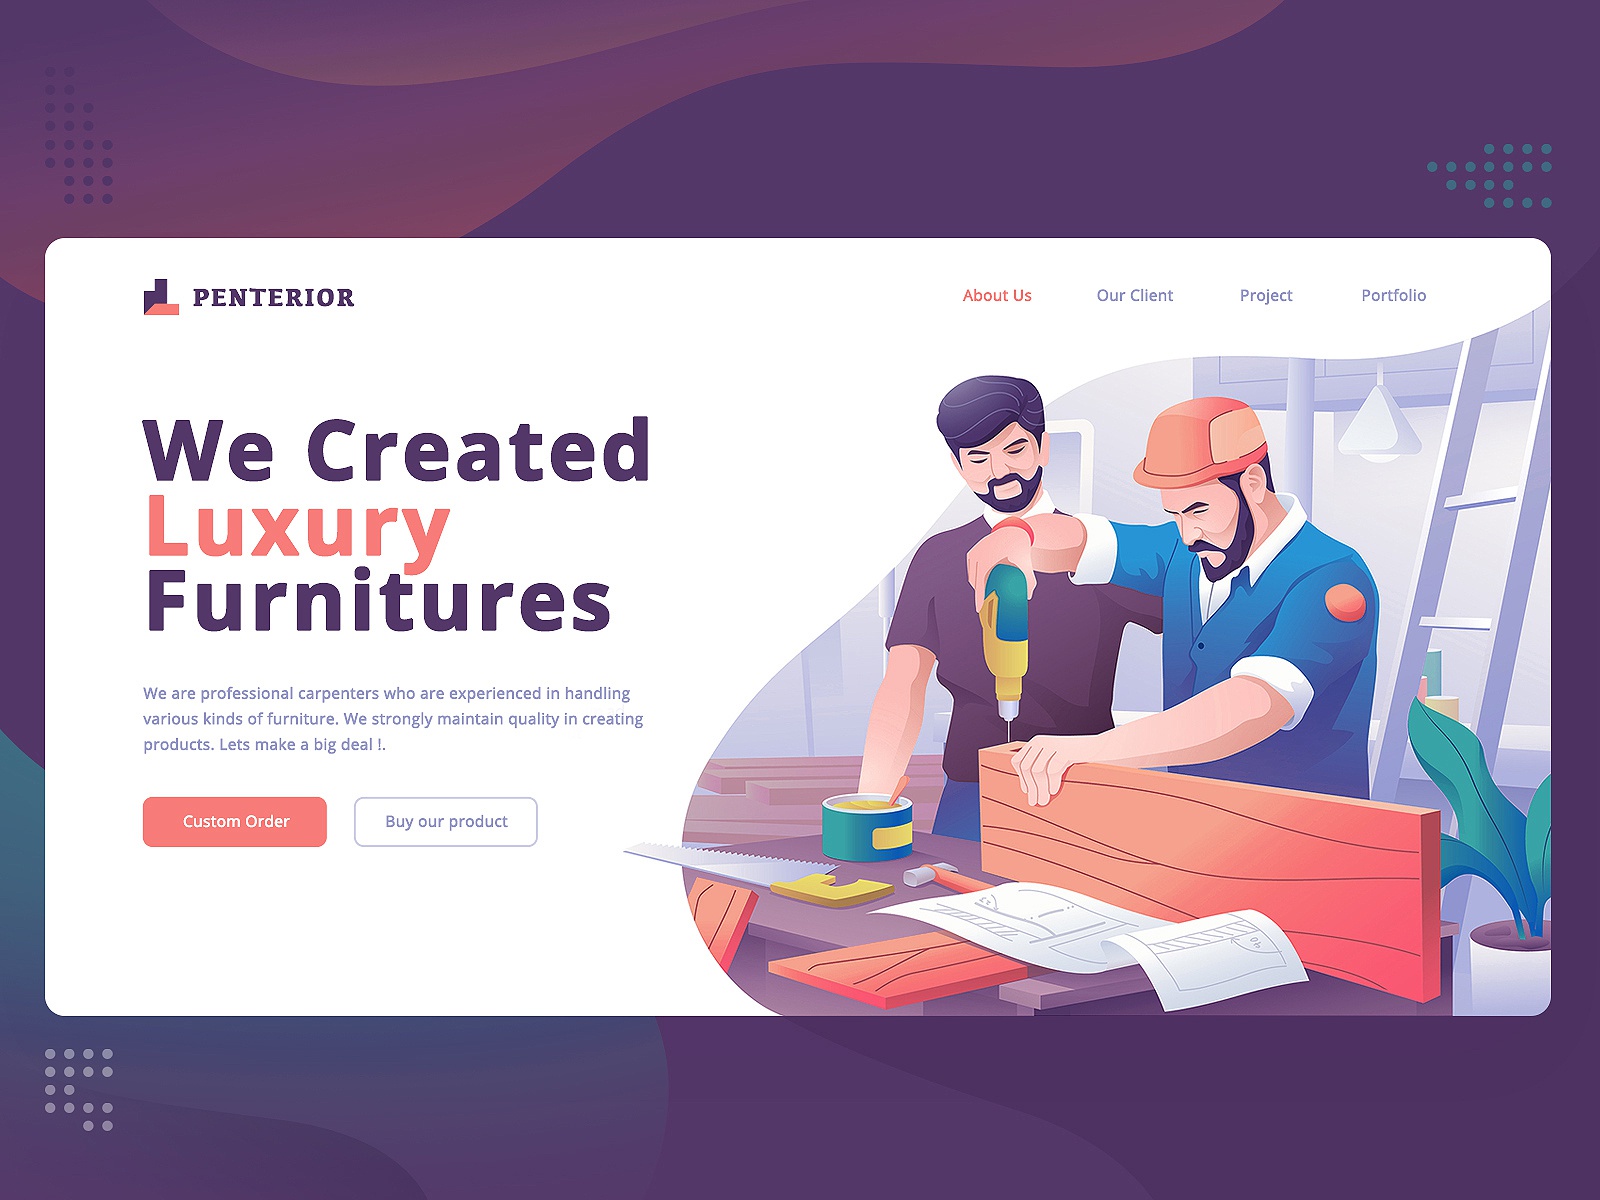 PENTERIOR
About Us
Our Client
Project
Portfolio
We Created
Luxury
Furnitures
We are professional carpenters who are experienced in handling
various kinds of furniture. We strongly maintain quality in creating
products. Lets make a big deal !.
Custom Order
Buy our product